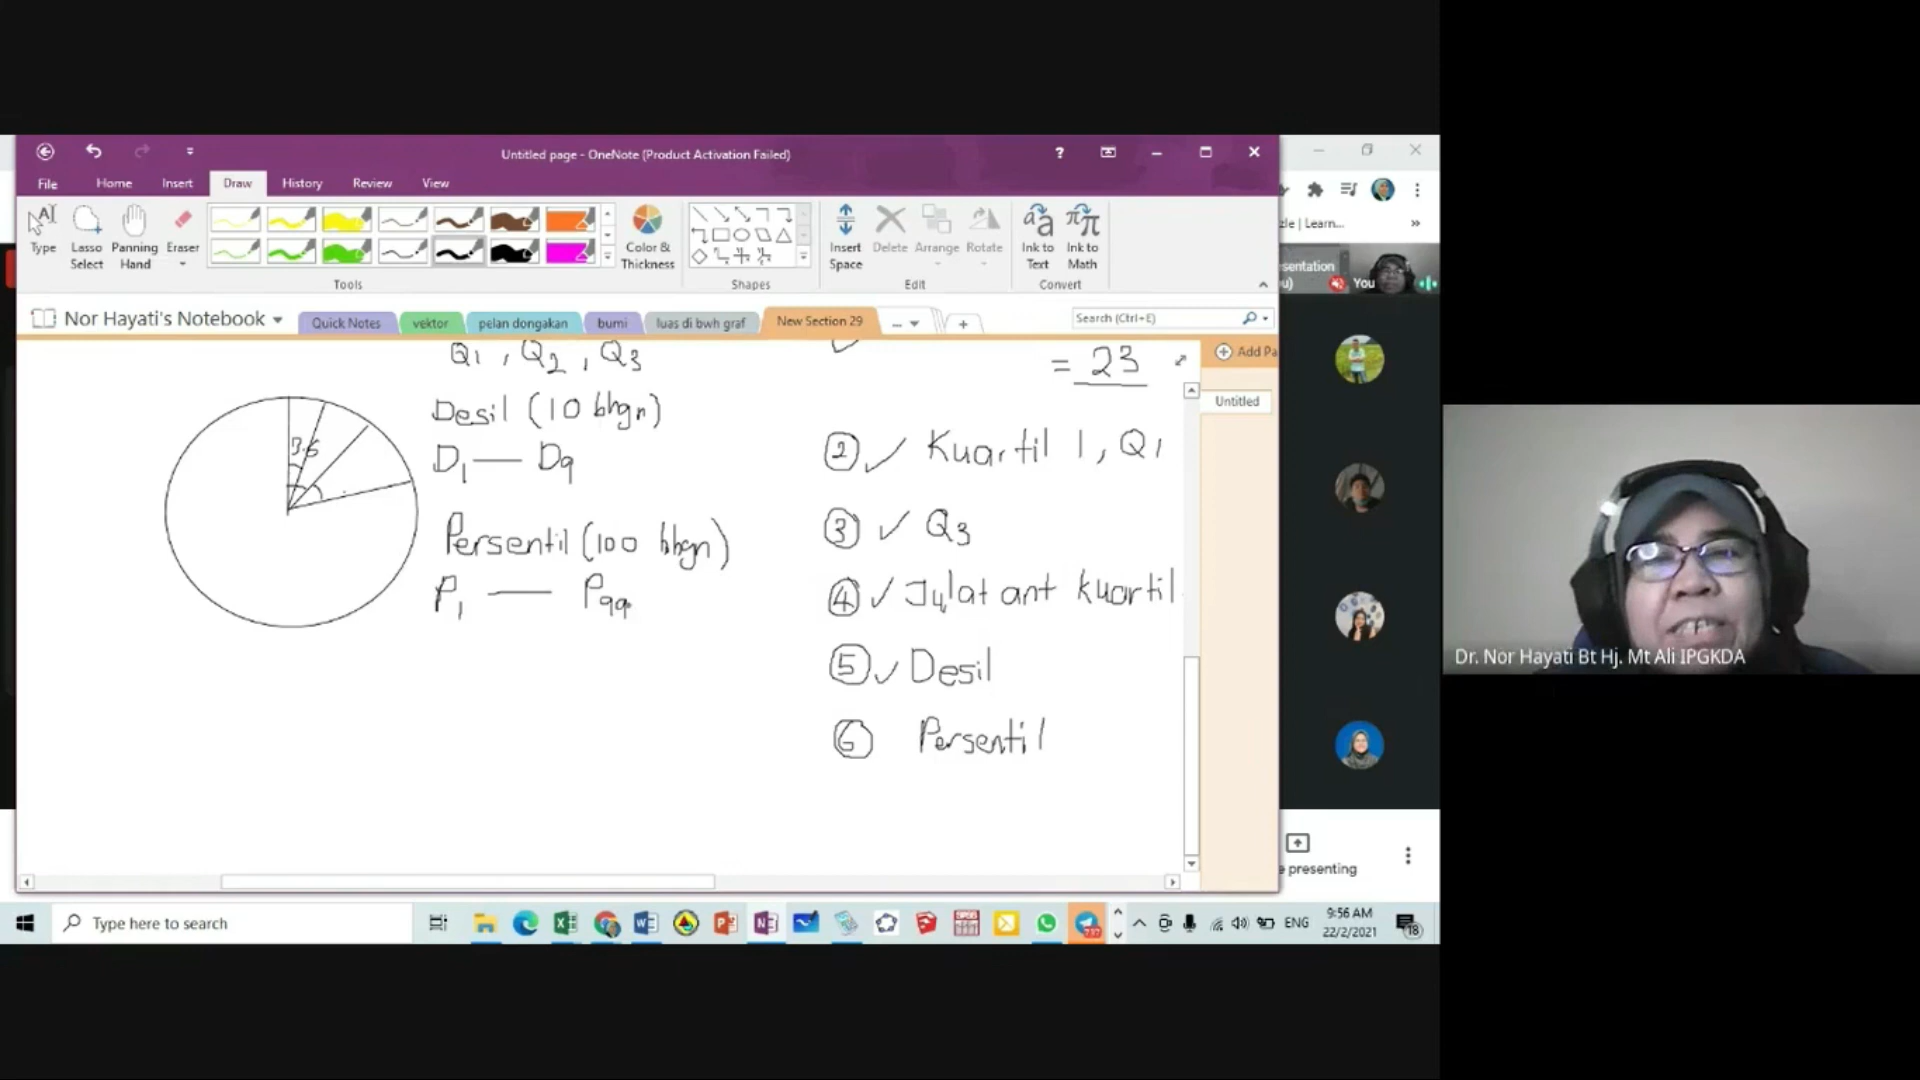 Untitled page - OneNote (Product Activation Failed)
?
File Home Insert Draw History Review View
Type
Lasso Select
Panning Hand
Eraser
Color & Thickness
Insert Space
Delete
Arrange
Rotate
Ink to Text
Ink to Math
Tools
Shapes
Edit
Convert
Nor Hayati's Notebook
Quick Notes
vektor
pelan dongakan
bumi
luas di bwh graf
New Section 29
Search (Ctrl+E)
Add Pa
Untitled
Q1, Q2, Q3
Desil (10 bhgn)
D1 — D9
Persentil (100 bhgn)
P1 — P99
3.6
= 23
② ✓ Kuartil 1, Q1
③ ✓ Q3
④ ✓ Julat ant kuartil
⑤ ✓ Desil
⑥ Persentil
zle | Learn...
»
sentation
u)
You
e presenting
Dr. Nor Hayati Bt Hj. Mt Ali IPGKDA
Type here to search
ENG
9:56 AM
22/2/2021
18